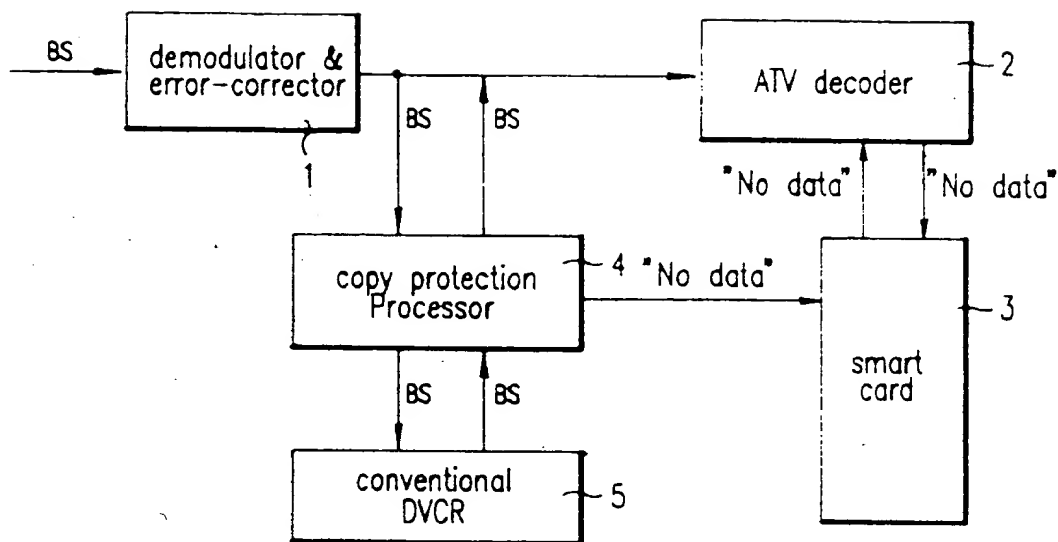 BS
demodulator &
error-corrector
1
ATV decoder
2
BS
BS
"No data"
"No data"
copy protection
Processor
4
"No data"
smart
card
3
BS
BS
conventional
DVCR
5